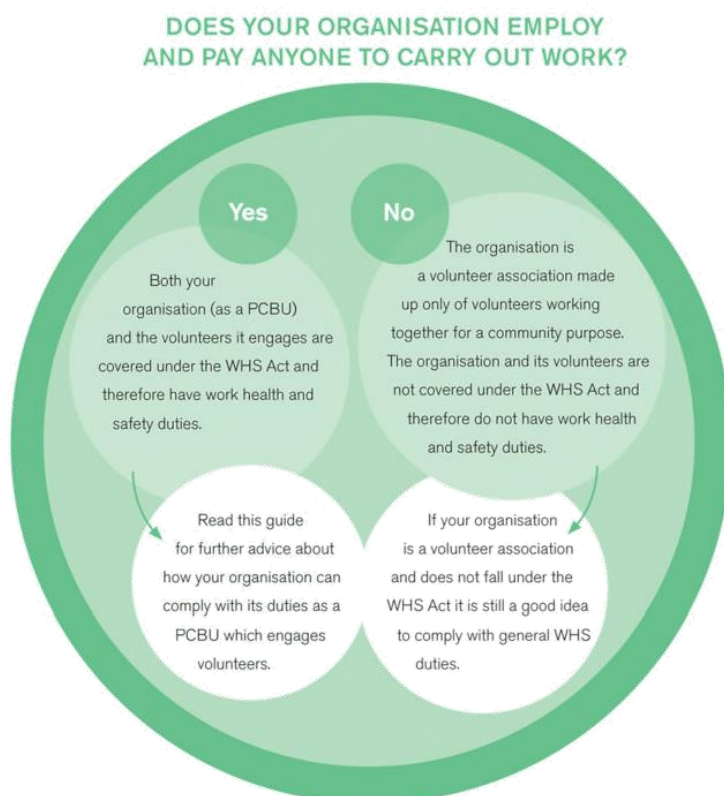 DOES YOUR ORGANISATION EMPLOY
AND PAY ANYONE TO CARRY OUT WORK?
Yes
Both your
organisation (as a PCBU)
and the volunteers it engages are
covered under the WHS Act and
therefore have work health and
safety duties.
No
The organisation is
a volunteer association made
up only of volunteers working
together for a community purpose.
The organisation and its volunteers are
not covered under the WHS Act and
therefore do not have work health
and safety duties.
Read this guide
for further advice about
how your organisation can
comply with its duties as a
PCBU which engages
volunteers.
If your organisation
is a volunteer association
and does not fall under the
WHS Act it is still a good idea
to comply with general WHS
duties.